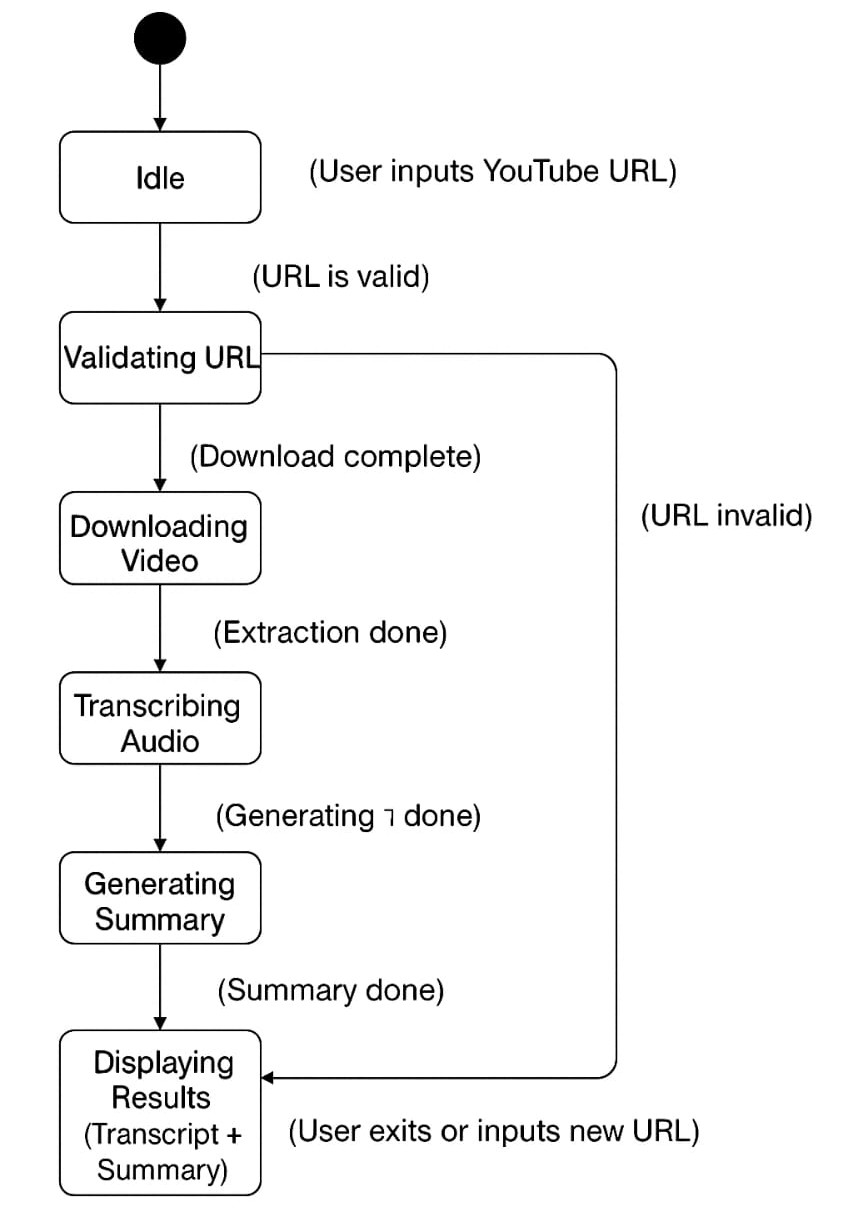 Idle
(User inputs YouTube URL)
(URL is valid)
Validating URL
(Download complete)
Downloading
Video
(URL invalid)
(Extraction done)
Transcribing
Audio
(Generating done)
Generating
Summary
(Summary done)
Displaying
Results
(Transcript +
Summary)
(User exits or inputs new URL)